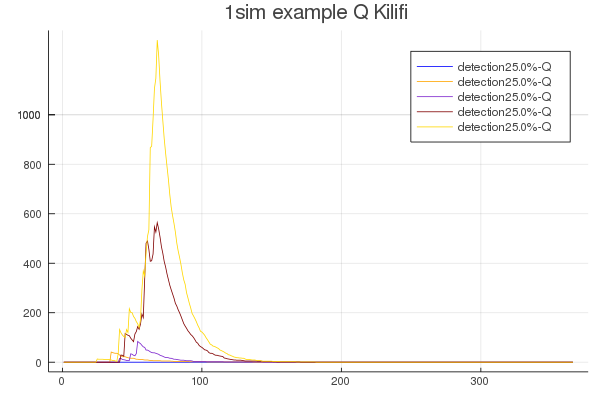 1sim example Q Kilifi
detection25.0%-Q
detection25.0%-Q
detection25.0%-Q
detection25.0%-Q
detection25.0%-Q
1000
800
600
400
200
0
0 100 200 300